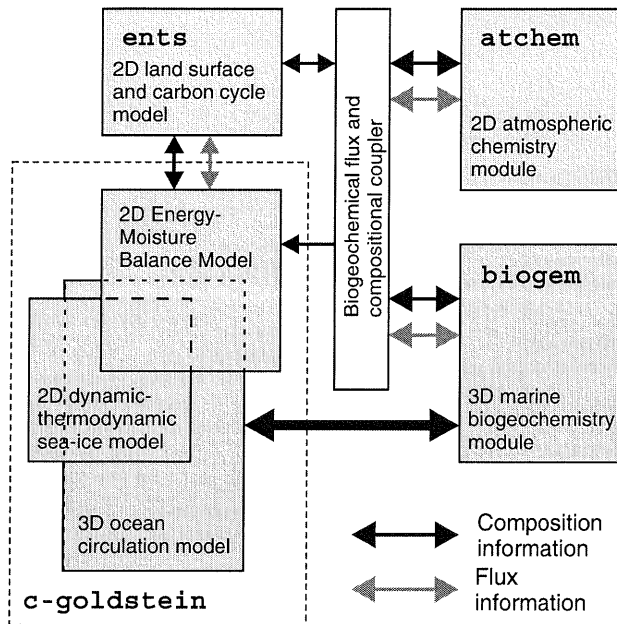 ents
2D land surface
and carbon cycle
model
atchem
2D atmospheric
chemistry
module
Biogeochemical flux and
compositional coupler
2D Energy-
Moisture
Balance Model
biogem
3D marine
biogeochemistry
module
2D dynamic-
thermodynamic
sea-ice model
3D ocean
circulation model
c-goldstein
Composition
information
Flux
information